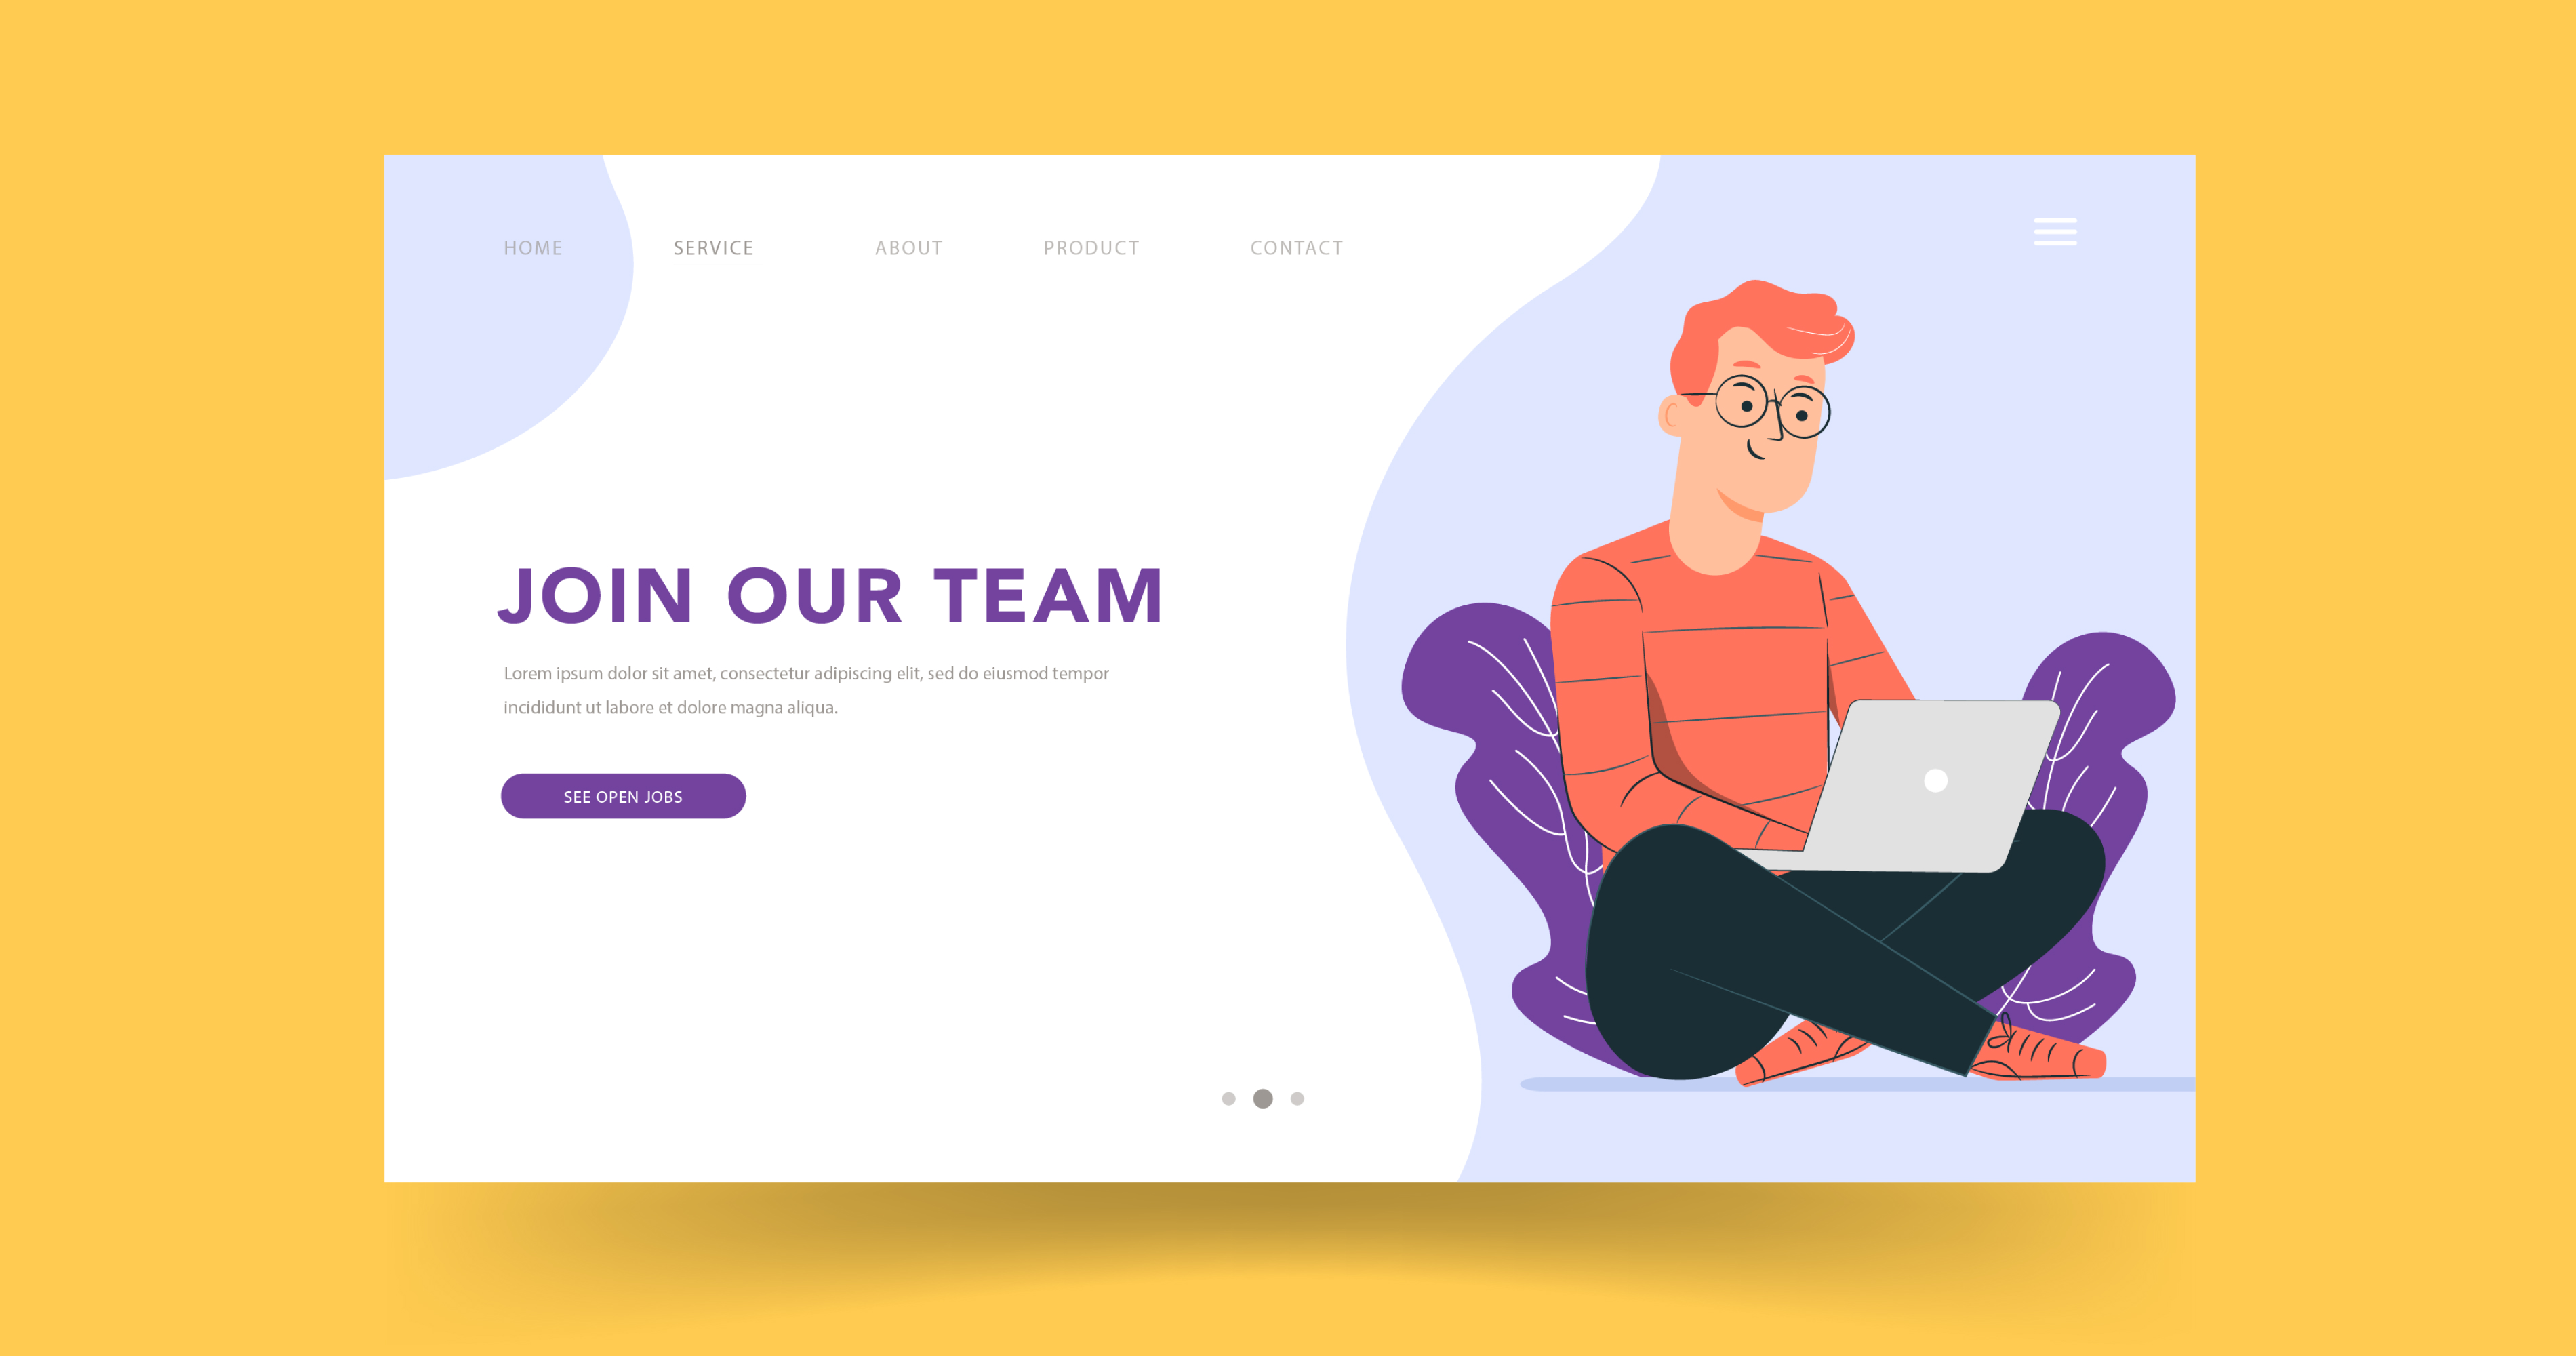 HOME SERVICE ABOUT PRODUCT CONTACT
JOIN OUR TEAM
Lorem ipsum dolor sit amet, consectetur adipiscing elit, sed do eiusmod tempor
incididunt ut labore et dolore magna aliqua.
SEE OPEN JOBS